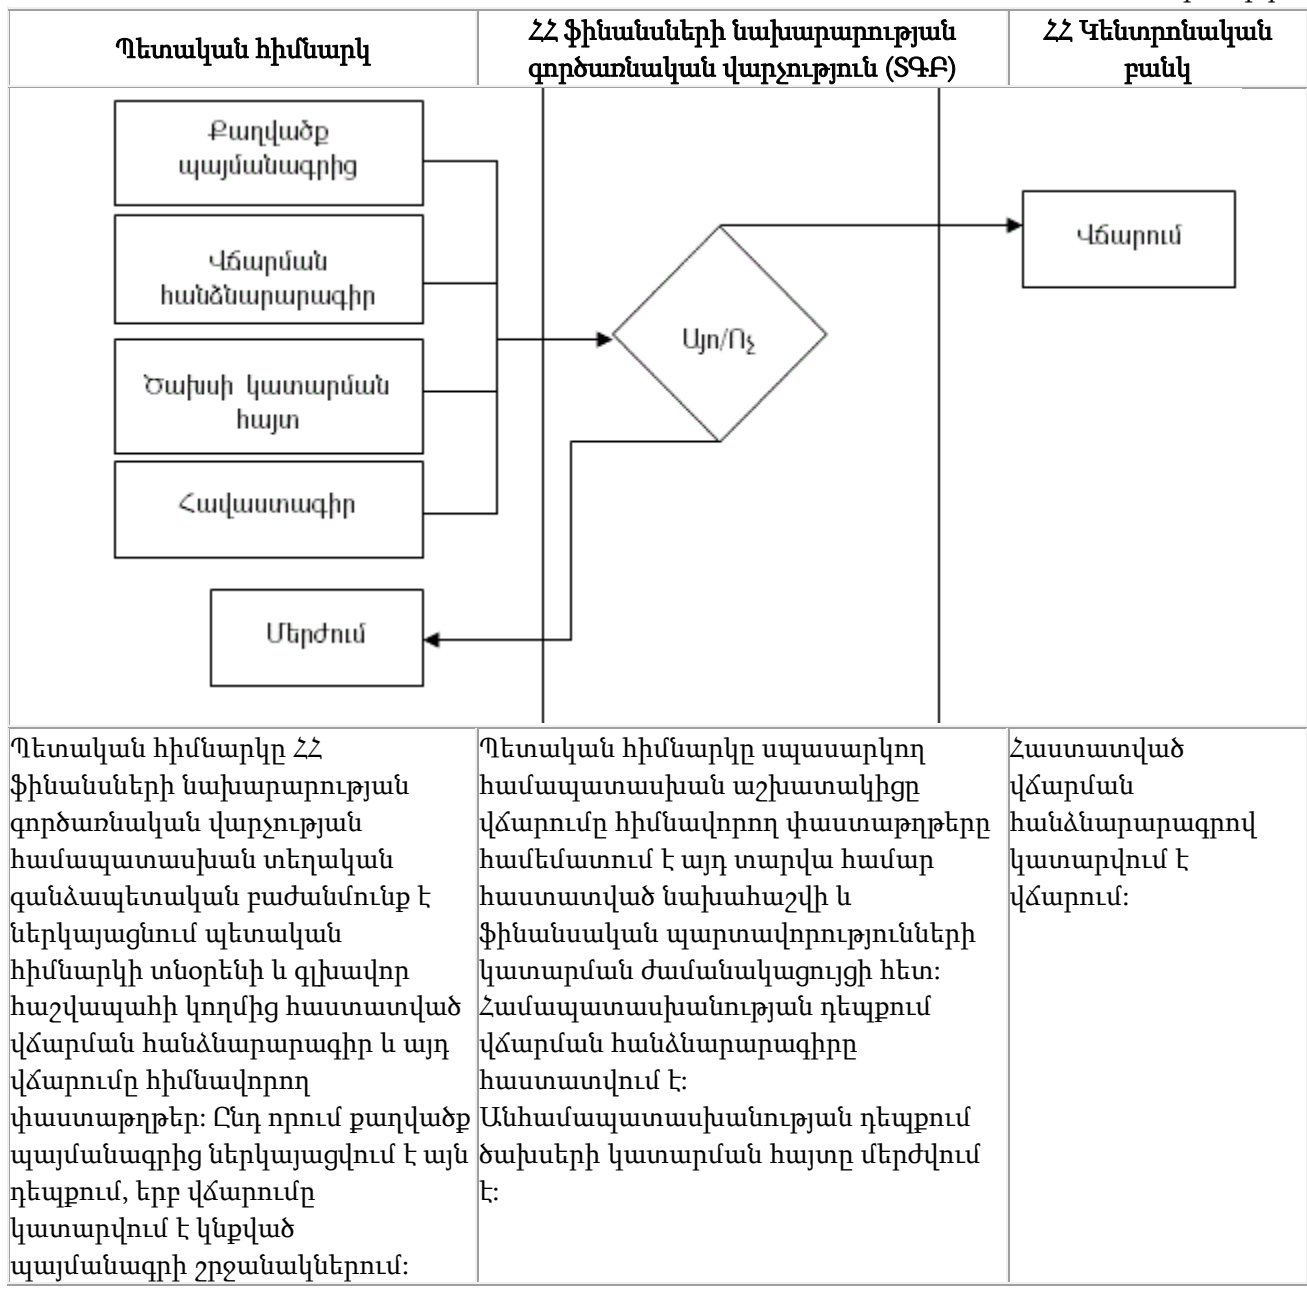 Պետական հիմնարկ
ՀՀ ֆինանսների նախարարության
գործառնական վարչություն (ՏԳԲ)
ՀՀ Կենտրոնական
բանկ
Քաղվածք
պայմանագրից
Վճարման
հանձնարարագիր
Ծախսի կատարման
հայտ
Հավաստագիր
Մերժում
Այո/Ոչ
Վճարում
Պետական հիմնարկը ՀՀ
ֆինանսների նախարարության
գործառնական վարչության
համապատասխան տեղական
գանձապետական բաժանմունք է
ներկայացնում պետական
հիմնարկի տնօրենի և գլխավոր
հաշվապահի կողմից հաստատված
վճարման հանձնարարագիր և այդ
վճարումը հիմնավորող
փաստաթղթեր: Ընդ որում քաղվածք
պայմանագրից ներկայացվում է այն
դեպքում, երբ վճարումը
կատարվում է կնքված
պայմանագրի շրջանակներում:
Պետական հիմնարկը սպասարկող
համապատասխան աշխատակիցը
վճարումը հիմնավորող փաստաթղթերը
համեմատում է այդ տարվա համար
հաստատված նախահաշվի և
ֆինանսական պարտավորությունների
կատարման ժամանակացույցի հետ:
Համապատասխանության դեպքում
վճարման հանձնարարագիրը
հաստատվում է:
Անհամապատասխանության դեպքում
ծախսերի կատարման հայտը մերժվում
է:
Հաստատված
վճարման
հանձնարարագրով
կատարվում է
վճարում: